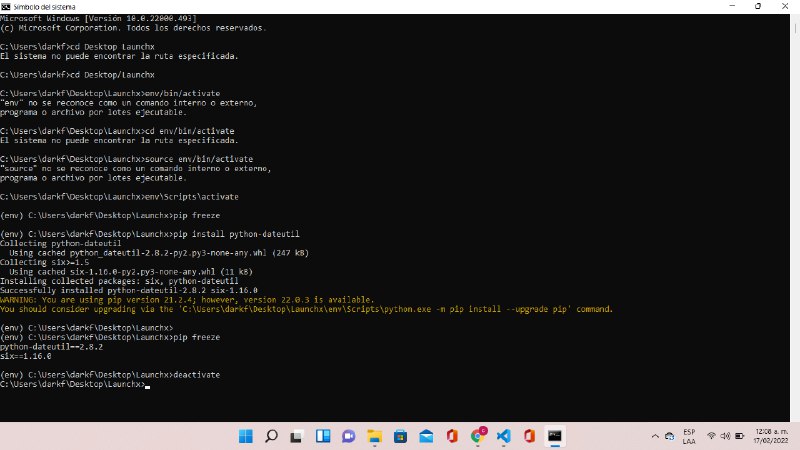 Símbolo del sistema
Microsoft Windows [Versión 10.0.22000.493]
(c) Microsoft Corporation. Todos los derechos reservados.
C:\Users\darkf>cd Desktop Launchx
El sistema no puede encontrar la ruta especificada.
C:\Users\darkf>cd Desktop/Launchx
C:\Users\darkf\Desktop\Launchx>env/bin/activate
"env" no se reconoce como un comando interno o externo,
programa o archivo por lotes ejecutable.
C:\Users\darkf\Desktop\Launchx>cd env/bin/activate
El sistema no puede encontrar la ruta especificada.
C:\Users\darkf\Desktop\Launchx>source env/bin/activate
"source" no se reconoce como un comando interno o externo,
programa o archivo por lotes ejecutable.
C:\Users\darkf\Desktop\Launchx>env\Scripts\activate
(env) C:\Users\darkf\Desktop\Launchx>pip freeze
(env) C:\Users\darkf\Desktop\Launchx>pip install python-dateutil
Collecting python-dateutil
Using cached python_dateutil-2.8.2-py2.py3-none-any.whl (247 kB)
Collecting six>=1.5
Using cached six-1.16.0-py2.py3-none-any.whl (11 kB)
Installing collected packages: six, python-dateutil
Successfully installed python-dateutil-2.8.2 six-1.16.0
WARNING: You are using pip version 21.2.4; however, version 22.0.3 is available.
You should consider upgrading via the 'C:\Users\darkf\Desktop\Launchx\env\Scripts\python.exe -m pip install --upgrade pip' command.
(env) C:\Users\darkf\Desktop\Launchx>
(env) C:\Users\darkf\Desktop\Launchx>pip freeze
python-dateutil==2.8.2
six==1.16.0
(env) C:\Users\darkf\Desktop\Launchx>deactivate
C:\Users\darkf\Desktop\Launchx>
ESP
LAA
12:08 a. m.
17/02/2022